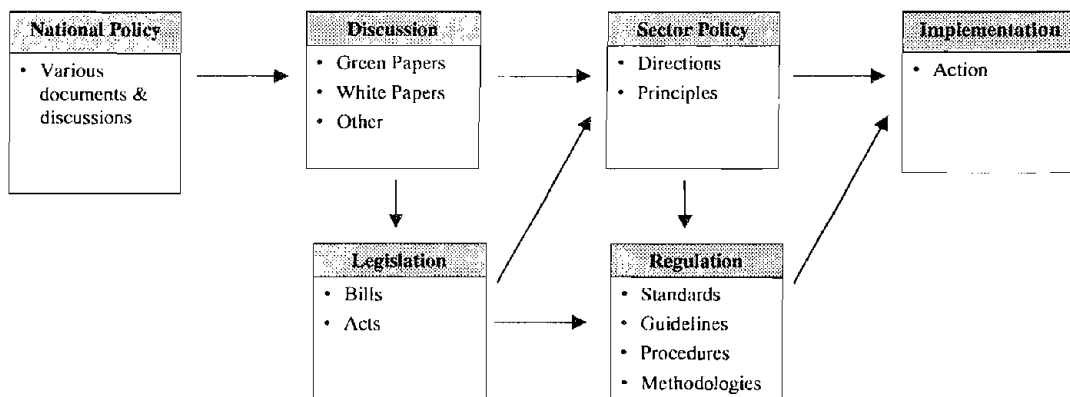 National Policy
• Various
documents &
discussions
Discussion
• Green Papers
• White Papers
• Other
Sector Policy
• Directions
• Principles
Implementation
• Action
Legislation
• Bills
• Acts
Regulation
• Standards
• Guidelines
• Procedures
• Methodologies